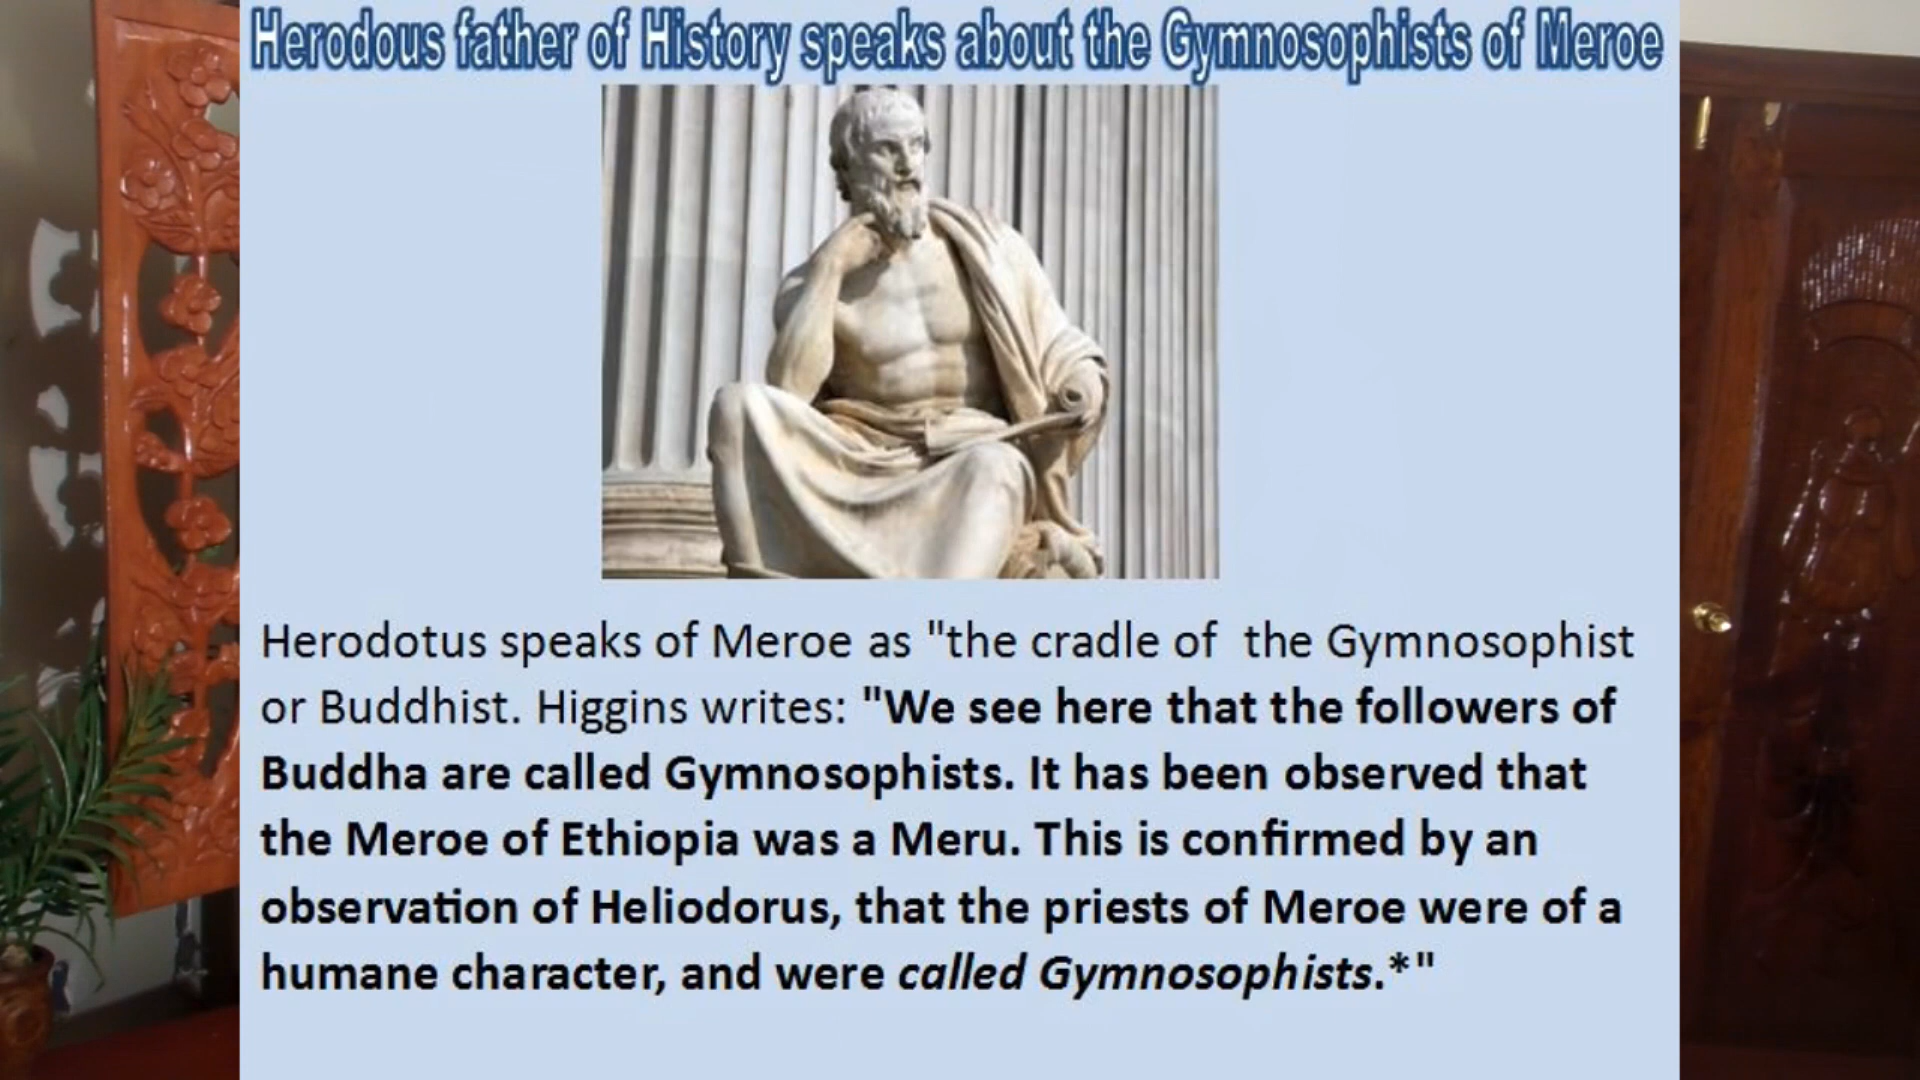 Herodous father of History speaks about the Gymnosophists of Meroe
Herodotus speaks of Meroe as "the cradle of  the Gymnosophist
or Buddhist. Higgins writes: "We see here that the followers of
Buddha are called Gymnosophists. It has been observed that
the Meroe of Ethiopia was a Meru. This is confirmed by an
observation of Heliodorus, that the priests of Meroe were of a
humane character, and were called Gymnosophists.*"